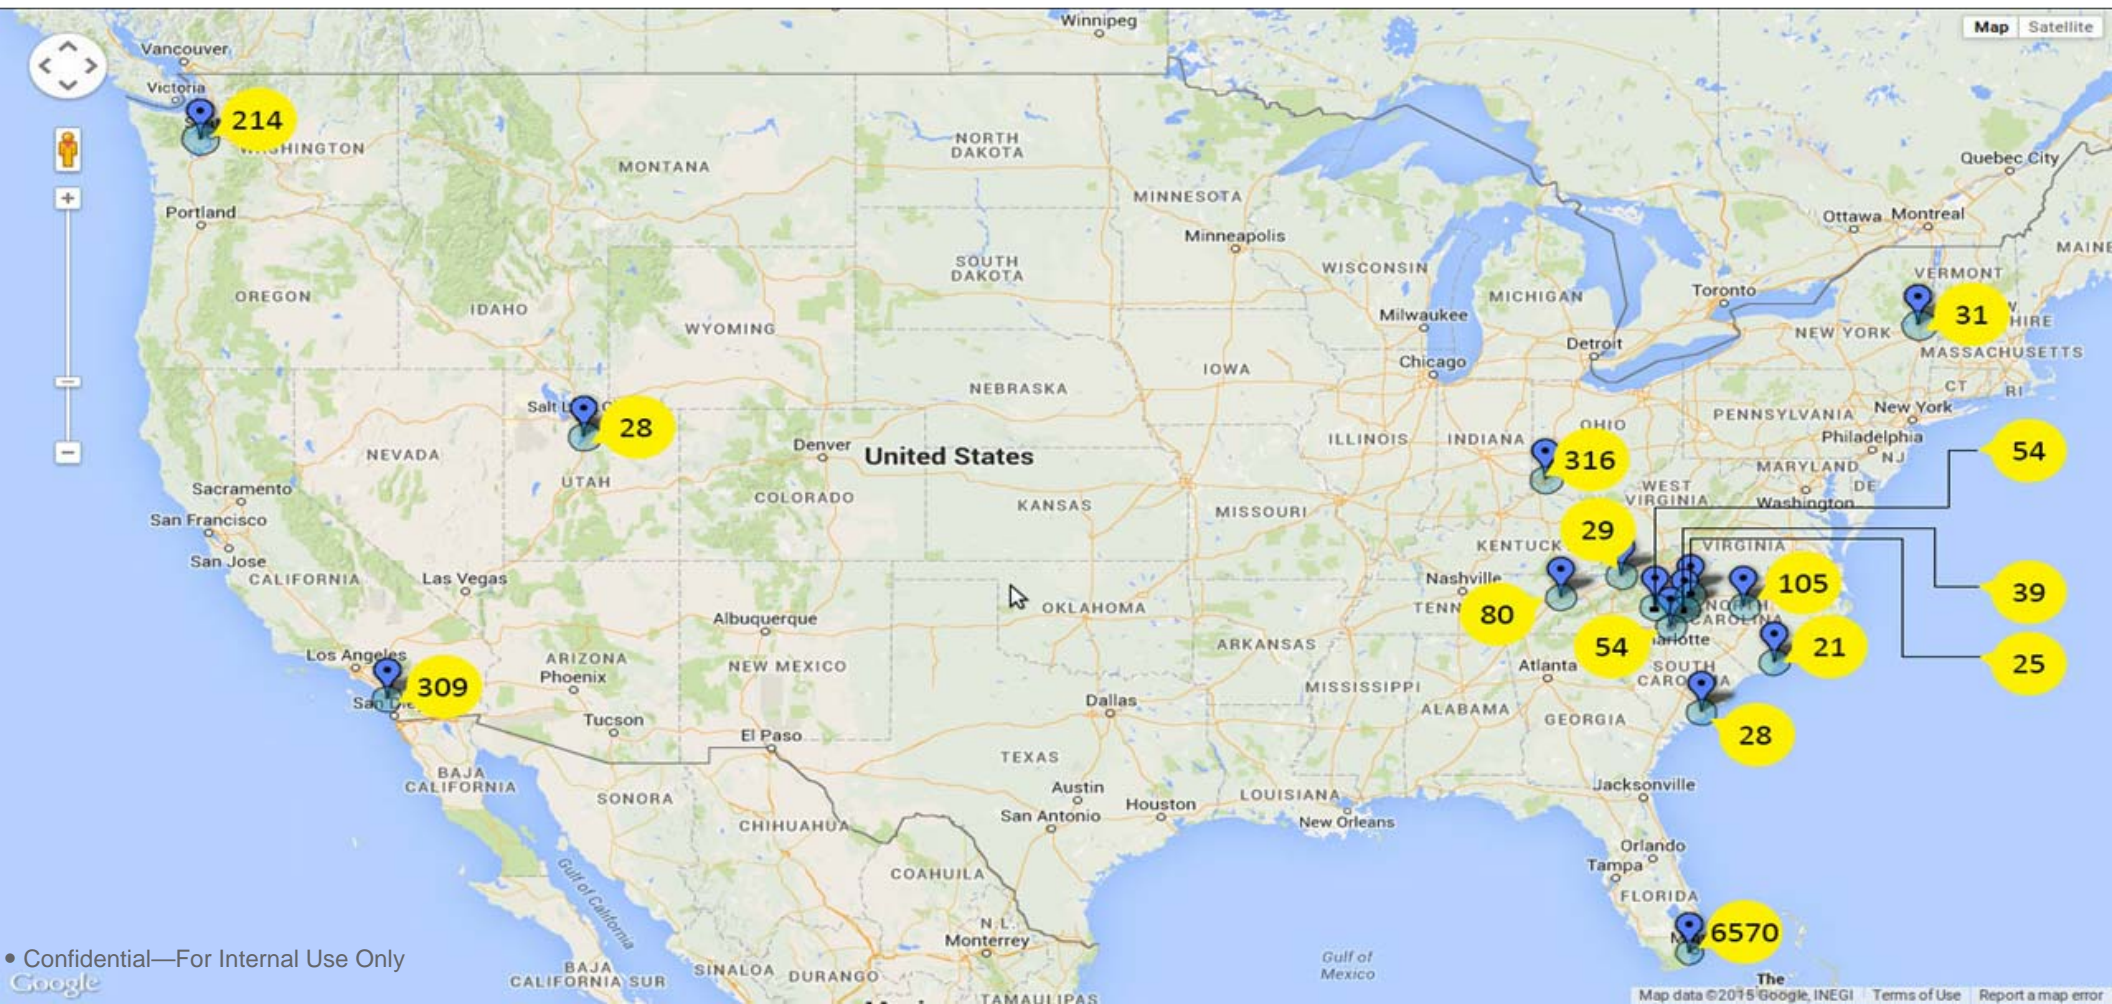 Winnipeg
Map
Satellite
Vancouver
Victoria
214
NORTH
DAKOTA
MONTANA
Quebec City
MINNESOTA
Portland
Ottawa
Montreal
Minneapolis
MAINE
SOUTH
DAKOTA
WISCONSIN
VERMONT
OREGON
IDAHO
MICHIGAN
Toronto
WYOMING
Milwaukee
31
NEW YORK
Detroit
MASSACHUSETTS
Chicago
IOWA
NEBRASKA
CT
RI
28
New York
PENNSYLVANIA
OHIO
Philadelphia
ILLINOIS
INDIANA
NJ
54
Denver
United States
NEVADA
316
MARYLAND
UTAH
WEST
VIRGINIA
DE
Sacramento
COLORADO
KANSAS
MISSOURI
Washington
San Francisco
29
VIRGINIA
San Jose
CALIFORNIA
Las Vegas
Nashville
105
39
OKLAHOMA
80
NORTH
CAROLINA
Albuquerque
ARKANSAS
54
21
Los Angeles
ARIZONA
NEW MEXICO
Atlanta
SOUTH
25
Phoenix
309
MISSISSIPPI
Dallas
ALABAMA
GEORGIA
Tucson
El Paso
28
TEXAS
BAJA
CALIFORNIA
Jacksonville
Austin
SONORA
Houston
LOUISIANA
San Antonio
New Orleans
CHIHUAHUA
Orlando
Tampa
COAHUILA
Gulf of California
FLORIDA
N.L.
Monterrey
6570
• Confidential—For Internal Use Only
Gulf of
Mexico
BAJA
CALIFORNIA SUR
SINALOA
DURANGO
Google
The
TAMAULIPAS
Map data ©2015 Google, INEGI
Terms of Use
Report a map error